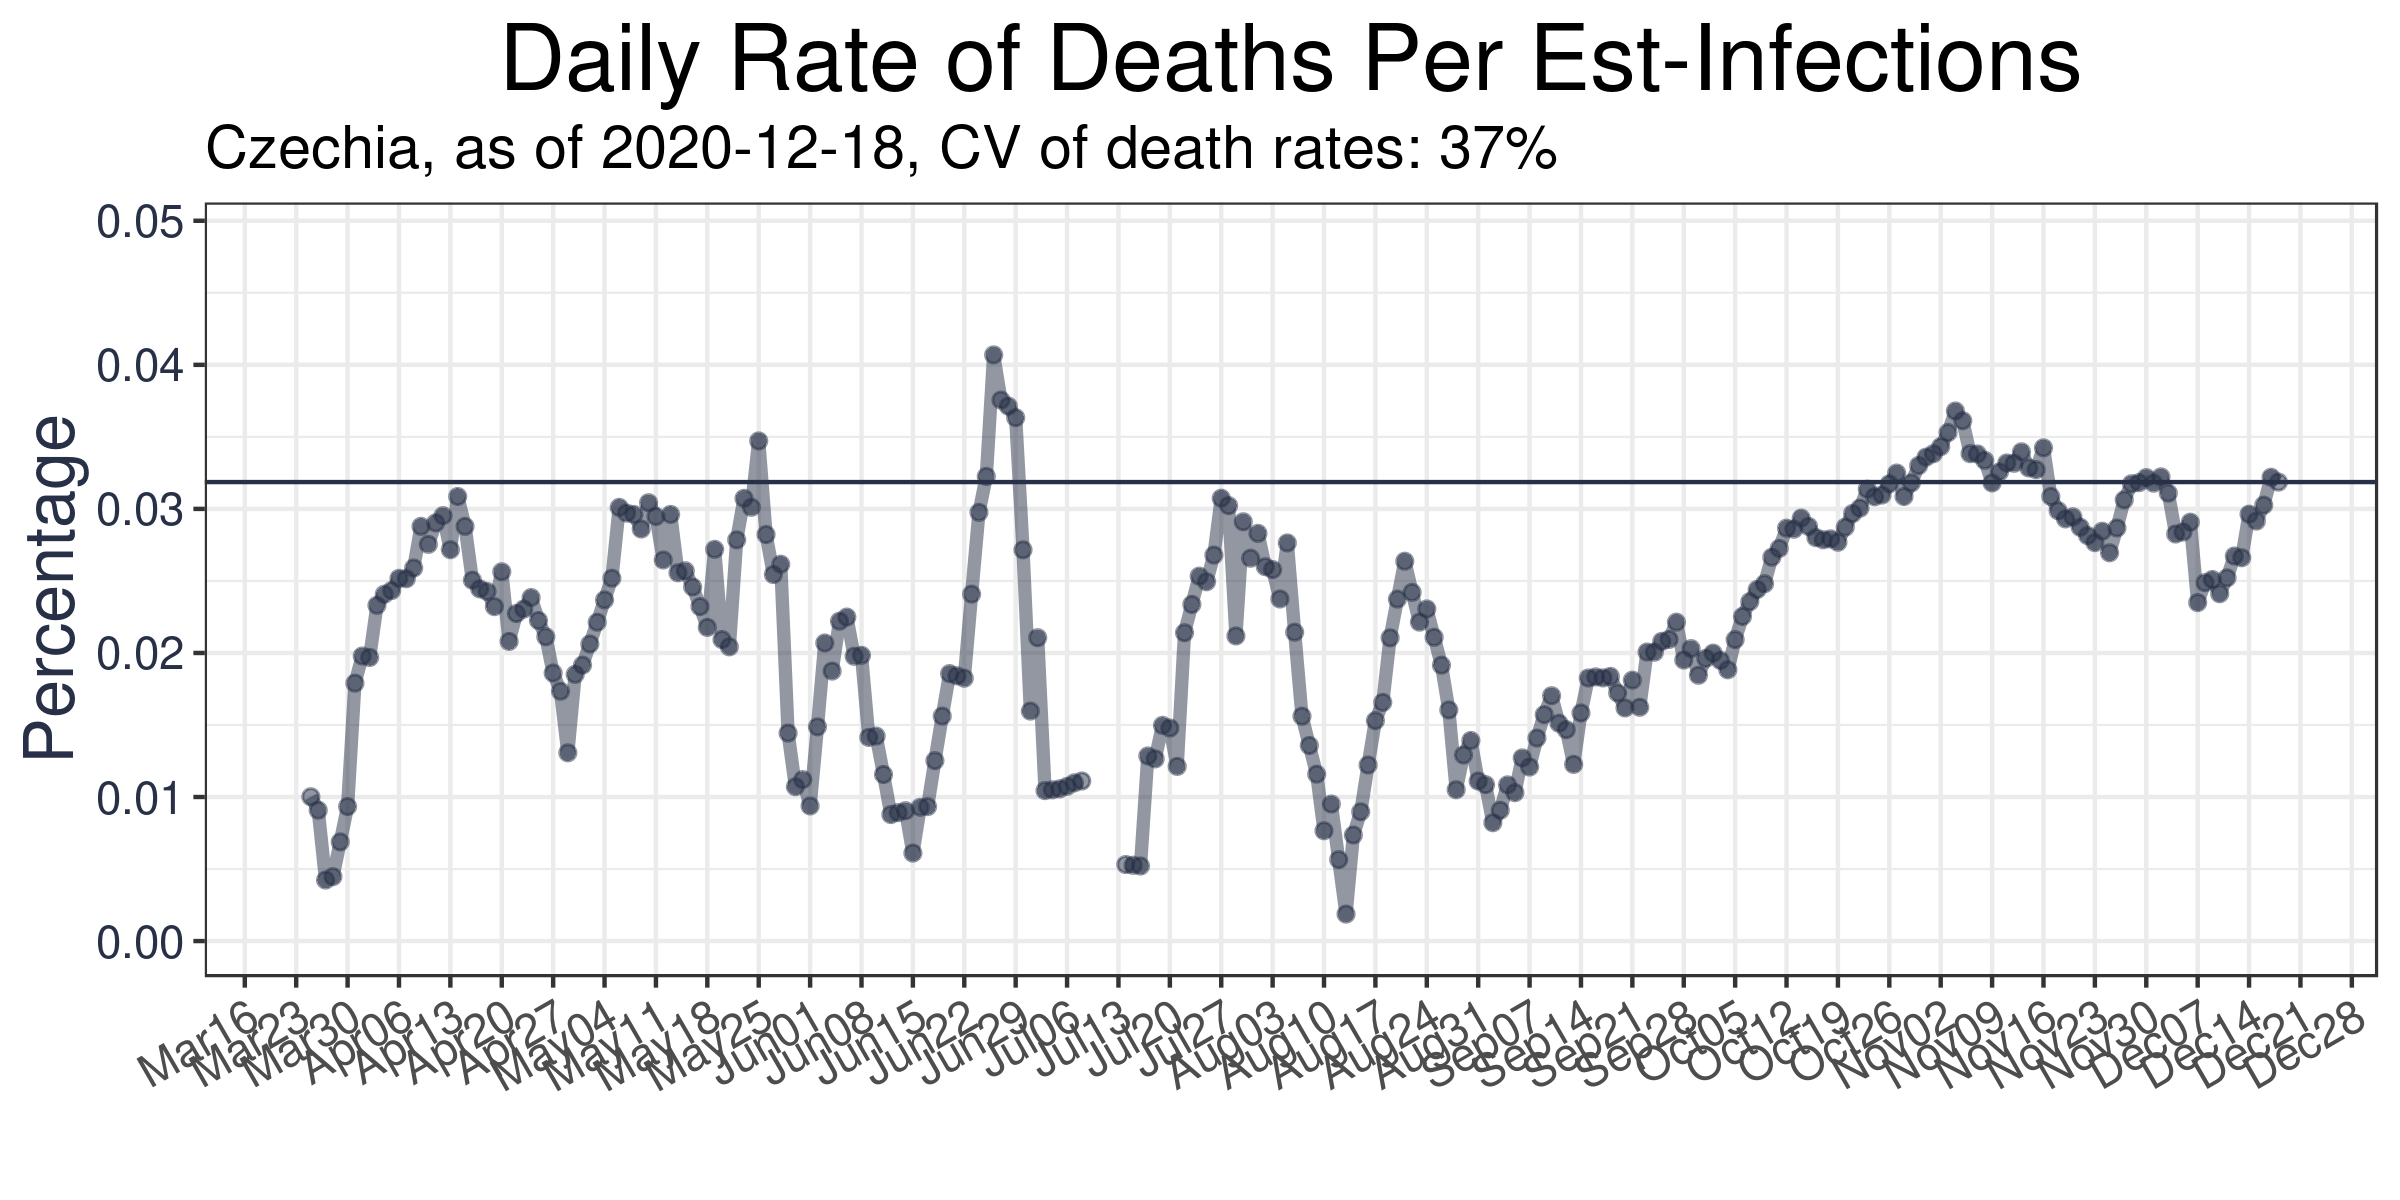 Daily Rate of Deaths Per Est-Infections
Czechia, as of 2020-12-18, CV of death rates: 37%
Percentage
0.05
0.04
0.03
0.02
0.01
0.00
Mar16
Mar23
Mar30
Apr06
Apr13
Apr20
Apr27
May04
May11
May18
May25
Jun01
Jun08
Jun15
Jun22
Jun29
Jul06
Jul13
Jul20
Jul27
Aug03
Aug10
Aug17
Aug24
Aug31
Sep07
Sep14
Sep21
Sep28
Oct05
Oct12
Oct19
Oct26
Nov02
Nov09
Nov16
Nov23
Nov30
Dec07
Dec14
Dec21
Dec28